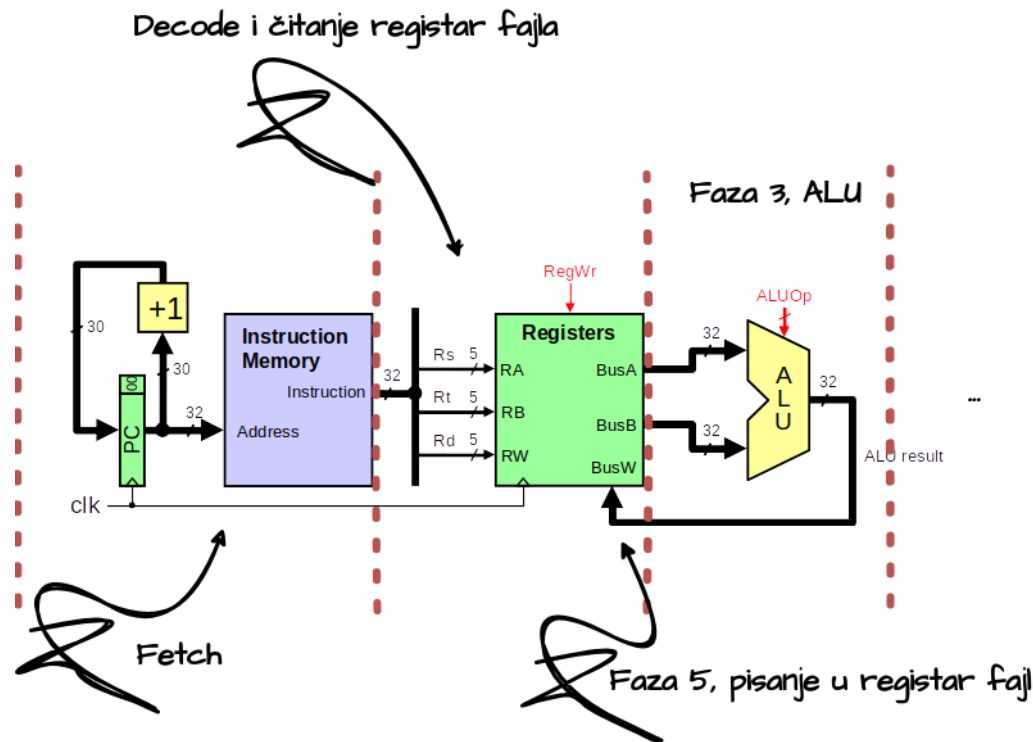 Decode i čitanje registar fajla
Faza 3, ALU
RegWr
ALUOp
+1
30
30
Instruction
Memory
Instruction
Address
32
00
PC
32
clk
Rs 5
Rt 5
Rd 5
Registers
RA
RB
RW
BusA
BusB
BusW
32
32
ALU
32
ALU result
...
Fetch
Faza 5, pisanje u registar fajl